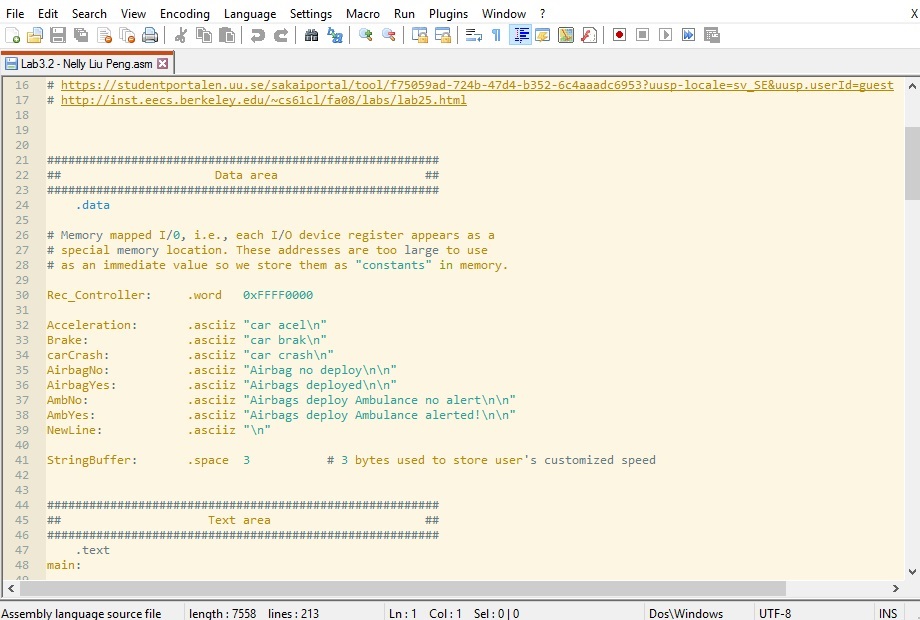 File Edit Search View Encoding Language Settings Macro Run Plugins Window ? X
Lab3.2 - Nelly Liu Peng.asm
16 # https://studentportalen.uu.se/sakaiportal/tool/f75059ad-724b-47d4-b352-6c4aaadc6953?uusp-locale=sv_SE&uusp.userId=guest
17 # http://inst.eecs.berkeley.edu/~cs61cl/fa08/labs/lab25.html
18
19
20
21 ########################################################
22 ## Data area ##
23 ########################################################
24 .data
25
26 # Memory mapped I/0, i.e., each I/O device register appears as a
27 # special memory location. These addresses are too large to use
28 # as an immediate value so we store them as "constants" in memory.
29
30 Rec_Controller: .word 0xFFFF0000
31
32 Acceleration: .asciiz "car acel\n"
33 Brake: .asciiz "car brak\n"
34 carCrash: .asciiz "car crash\n"
35 AirbagNo: .asciiz "Airbag no deploy\n\n"
36 AirbagYes: .asciiz "Airbags deployed\n\n"
37 AmbNo: .asciiz "Airbags deploy Ambulance no alert\n\n"
38 AmbYes: .asciiz "Airbags deploy Ambulance alerted!\n\n"
39 NewLine: .asciiz "\n"
40
41 StringBuffer: .space 3 # 3 bytes used to store user's customized speed
42
43
44 ########################################################
45 ## Text area ##
46 ########################################################
47 .text
48 main:
49
Assembly language source file length : 7558 lines : 213 Ln : 1 Col : 1 Sel : 0 | 0 Dos\Windows UTF-8 INS